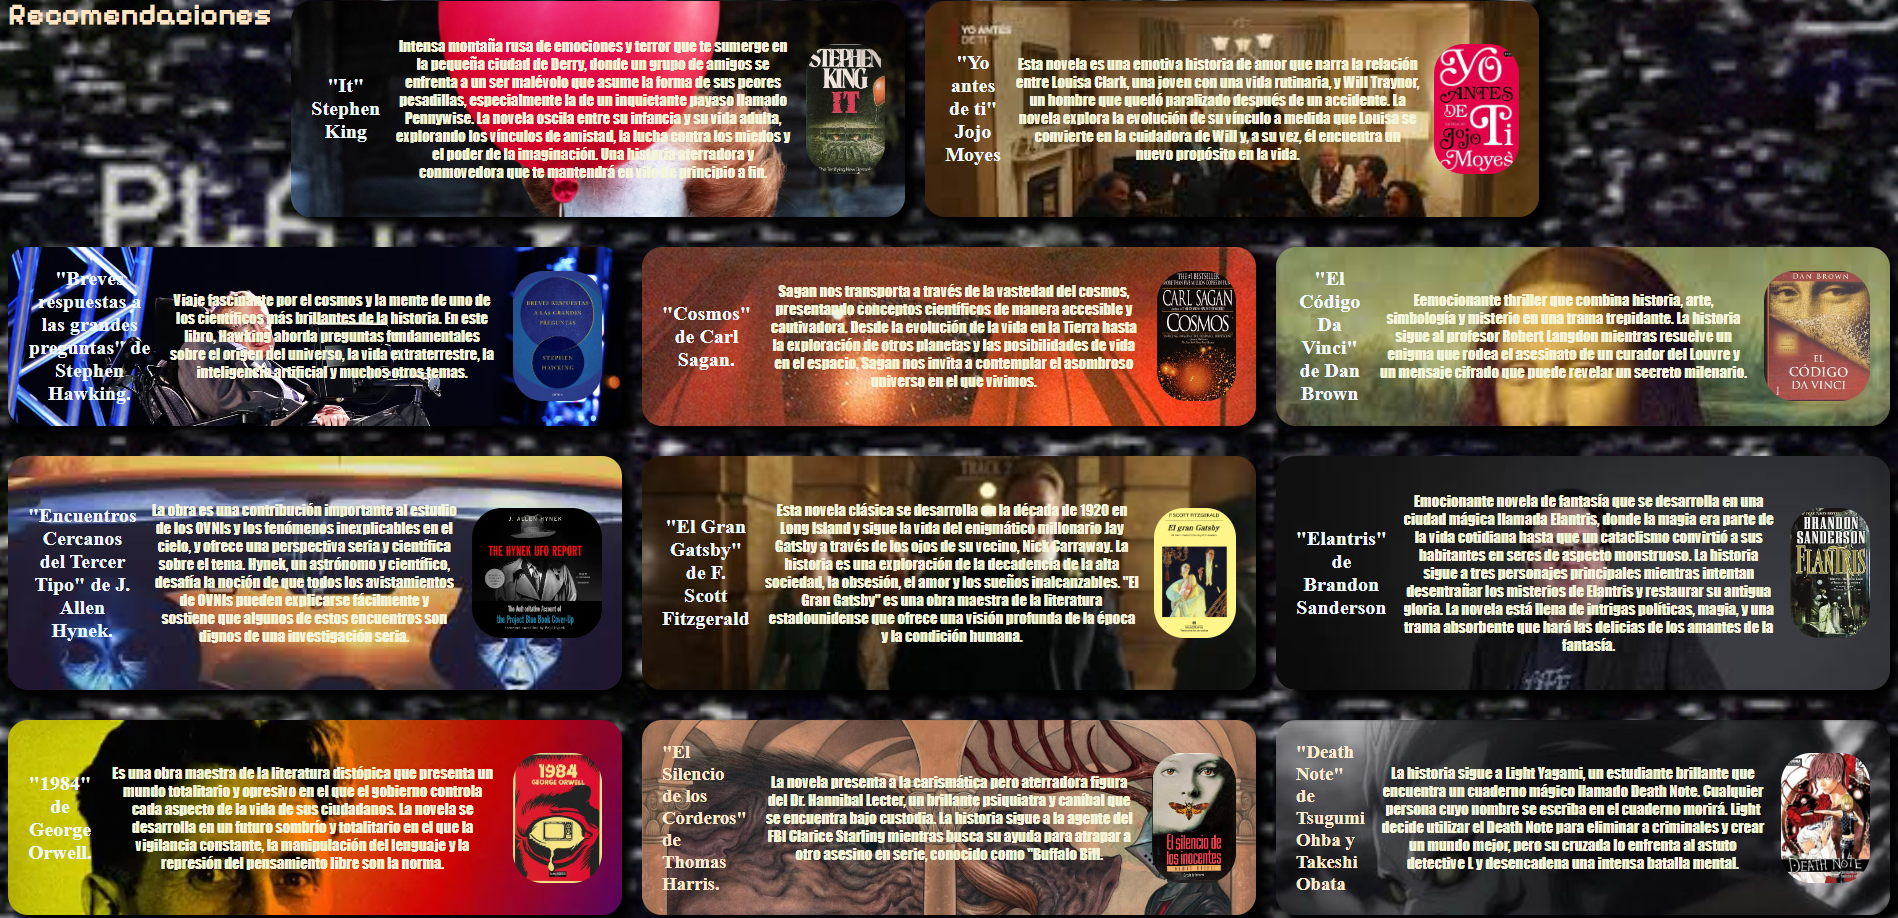 Recomendaciones
"It"
Stephen
King
Intensa montaña rusa de emociones y terror que te sumerge en
la pequeña ciudad de Derry, donde un grupo de amigos se
enfrenta a un ser malévolo que asume la forma de sus peores
pesadillas, especialmente la de un inquietante payaso llamado
Pennywise. La novela oscila entre su infancia y su vida adulta,
explorando los vínculos de amistad, la lucha contra los miedos y
el poder de la imaginación. Una historia aterradora y
conmovedora que te mantendrá en vilo de principio a fin.
STEPHEN
KING
IT
YO ANTES
DE TI
"Yo
antes
de ti"
Jojo
Moyes
Esta novela es una emotiva historia de amor que narra la relación
entre Louisa Clark, una joven con una vida rutinaria, y Will Traynor,
un hombre que quedó paralizado después de un accidente. La
novela explora la evolución de su vínculo a medida que Louisa se
convierte en la cuidadora de Will y, a su vez, él encuentra un
nuevo propósito en la vida.
Yo
ANTES
DE
Ti
Jojo
Moyes
"Breves
respuestas a
las grandes
preguntas" de
Stephen
Hawking.
Viaje fascinante por el cosmos y la mente de uno de
los científicos más brillantes de la historia. En este
libro, Hawking aborda preguntas fundamentales
sobre el origen del universo, la vida extraterrestre, la
inteligencia artificial y muchos otros temas.
BREVES RESPUESTAS
A LAS GRANDES
PREGUNTAS
STEPHEN
HAWKING
"Cosmos"
de Carl
Sagan.
Sagan nos transporta a través de la vastedad del cosmos,
presentando conceptos científicos de manera accesible y
cautivadora. Desde la evolución de la vida en la Tierra hasta
la exploración de otros planetas y las posibilidades de vida
en el espacio, Sagan nos invita a contemplar el asombroso
universo en el que vivimos.
THE #1 BESTSELLER
CARL SAGAN
COSMOS
"El
Código
Da
Vinci"
de Dan
Brown
Eemocionante thriller que combina historia, arte,
simbología y misterio en una trama trepidante. La historia
sigue al profesor Robert Langdon mientras resuelve un
enigma que rodea el asesinato de un curador del Louvre y
un mensaje cifrado que puede revelar un secreto milenario.
DAN BROWN
EL
CÓDIGO
DA VINCI
"Encuentros
Cercanos
del Tercer
Tipo" de J.
Allen
Hynek.
La obra es una contribución importante al estudio
de los OVNIs y los fenómenos inexplicables en el
cielo, y ofrece una perspectiva seria y científica
sobre el tema. Hynek, un astrónomo y científico,
desafía la noción de que todos los avistamientos
de OVNIs pueden explicarse fácilmente y
sostiene que algunos de estos encuentros son
dignos de una investigación seria.
J. ALLEN HYNEK
THE HYNEK UFO REPORT
The Authoritative Account of
the Project Blue Book Cover-Up
TRACK 2
"El Gran
Gatsby"
de F.
Scott
Fitzgerald
Esta novela clásica se desarrolla en la década de 1920 en
Long Island y sigue la vida del enigmático millonario Jay
Gatsby a través de los ojos de su vecino, Nick Carraway. La
historia es una exploración de la decadencia de la alta
sociedad, la obsesión, el amor y los sueños inalcanzables. "El
Gran Gatsby" es una obra maestra de la literatura
estadounidense que ofrece una visión profunda de la época
y la condición humana.
F. SCOTT FITZGERALD
El gran Gatsby
"Elantris"
de
Brandon
Sanderson
Emocionante novela de fantasía que se desarrolla en una
ciudad mágica llamada Elantris, donde la magia era parte de
la vida cotidiana hasta que un cataclismo convirtió a sus
habitantes en seres de aspecto monstruoso. La historia
sigue a tres personajes principales mientras intentan
desentrañar los misterios de Elantris y restaurar su antigua
gloria. La novela está llena de intrigas políticas, magia, y una
trama absorbente que hará las delicias de los amantes de la
fantasía.
BRANDON
SANDERSON
ELANTRIS
"1984"
de
George
Orwell.
Es una obra maestra de la literatura distópica que presenta un
mundo totalitario y opresivo en el que el gobierno controla
cada aspecto de la vida de sus ciudadanos. La novela se
desarrolla en un futuro sombrío y totalitario en el que la
vigilancia constante, la manipulación del lenguaje y la
represión del pensamiento libre son la norma.
1984
GEORGE ORWELL
"El
Silencio
de los
Corderos"
de
Thomas
Harris.
La novela presenta a la carismática pero aterradora figura
del Dr. Hannibal Lecter, un brillante psiquiatra y caníbal que
se encuentra bajo custodia. La historia sigue a la agente del
FBI Clarice Starling mientras busca su ayuda para atrapar a
otro asesino en serie, conocido como "Buffalo Bill.
El silencio de
los inocentes
"Death
Note"
de
Tsugumi
Ohba y
Takeshi
Obata
La historia sigue a Light Yagami, un estudiante brillante que
encuentra un cuaderno mágico llamado Death Note. Cualquier
persona cuyo nombre se escriba en el cuaderno morirá. Light
decide utilizar el Death Note para eliminar a criminales y crear
un mundo mejor, pero su cruzada lo enfrenta al astuto
detective L y desencadena una intensa batalla mental.
DEATH NOTE